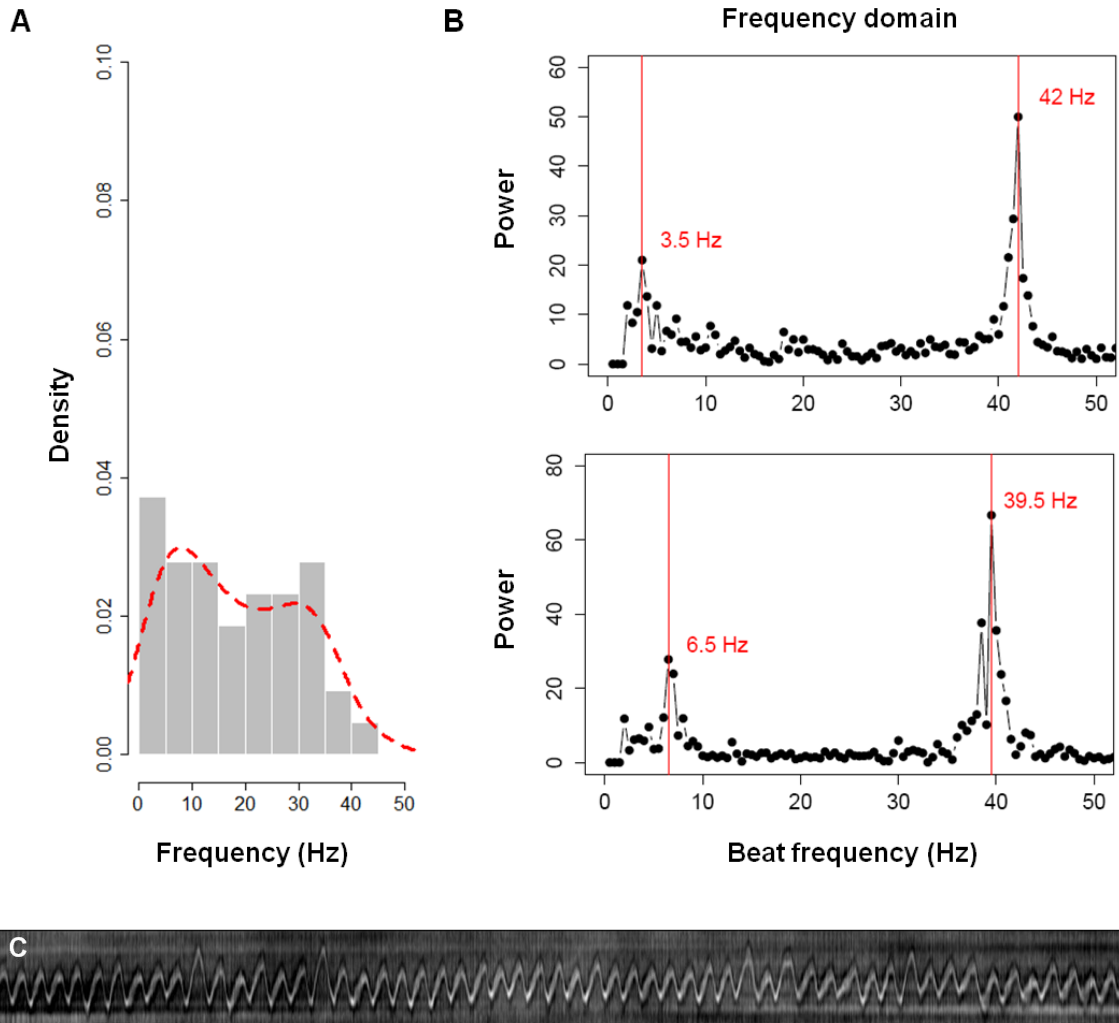 A
0.10
0.08
0.06
0.04
0.02
0.00
Density
0 10 20 30 40 50
Frequency (Hz)
B
Frequency domain
60
50
40
30
20
10
0
Power
3.5 Hz
42 Hz
0 10 20 30 40 50
80
60
40
20
0
Power
6.5 Hz
39.5 Hz
0 10 20 30 40 50
Beat frequency (Hz)
C